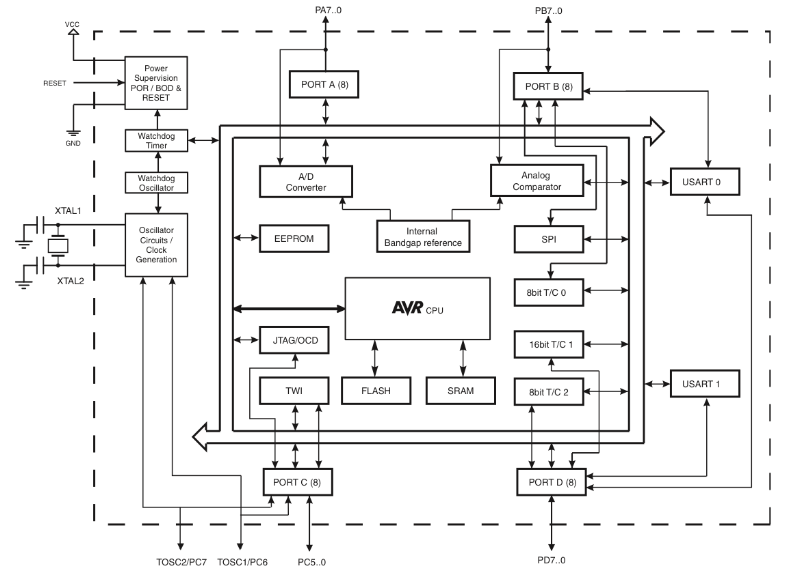 PA7..0
PB7..0
VCC
Power
Supervision
POR / BOD &
RESET
RESET
PORT A (8)
PORT B (8)
GND
Watchdog
Timer
Watchdog
Oscillator
A/D
Converter
Analog
Comparator
USART 0
XTAL1
Oscillator
Circuits /
Clock
Generation
EEPROM
Internal
Bandgap reference
SPI
XTAL2
8bit T/C 0
AVR CPU
JTAG/OCD
16bit T/C 1
TWI
FLASH
SRAM
8bit T/C 2
USART 1
PORT C (8)
PORT D (8)
TOSC2/PC7
TOSC1/PC6
PC5..0
PD7..0